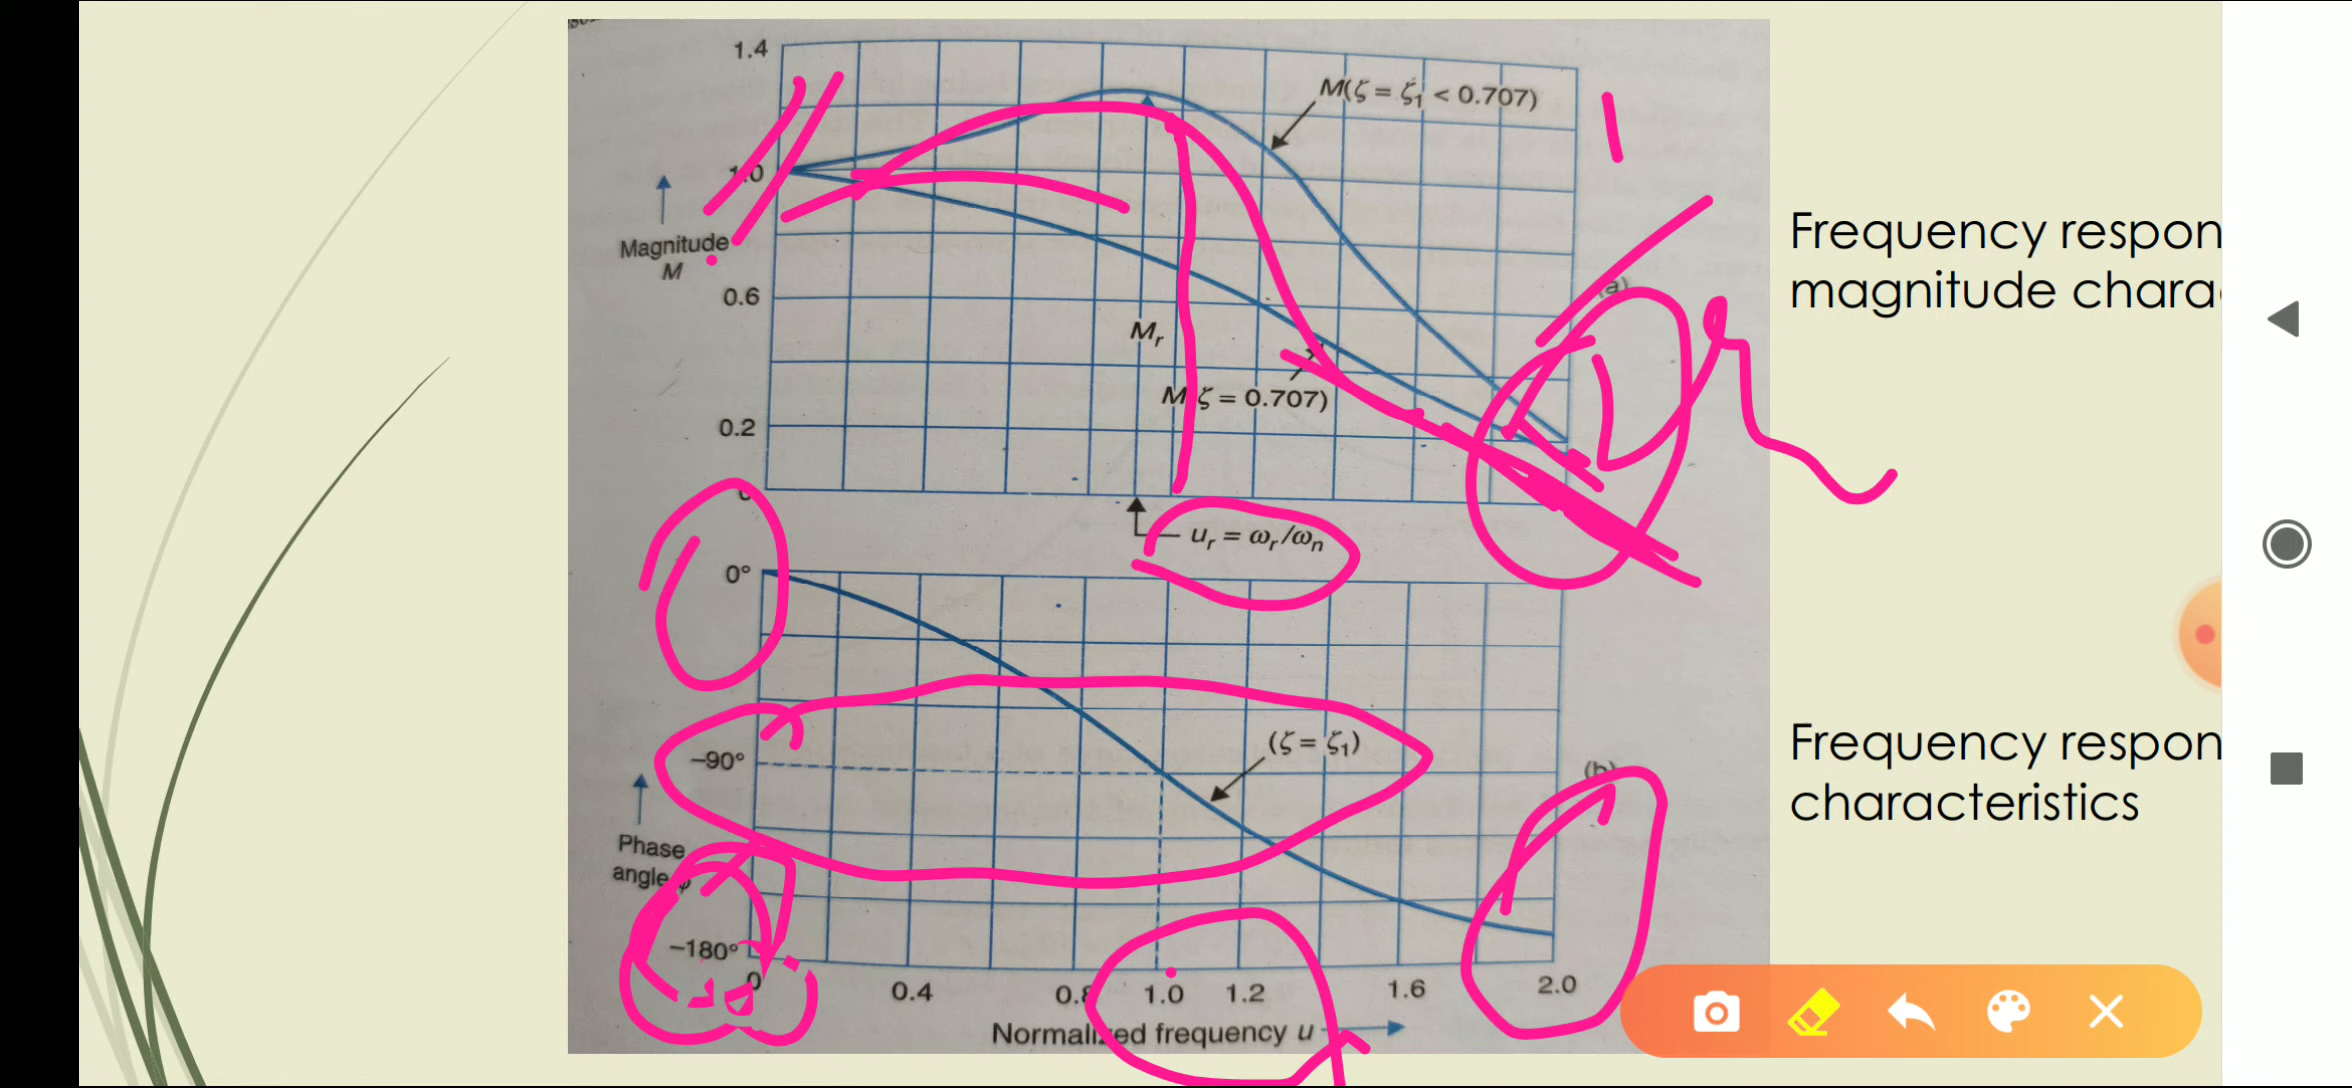 1.4
M(ζ = ζ₁ < 0.707)
1.0
Magnitude
M
0.6
Mᵣ
M(ζ = 0.707)
0.2
0
uᵣ = ωᵣ/ωₙ
(a)
Frequency respon
magnitude chara
0°
(ζ = ζ₁)
−90°
(b)
Phase
angle φ
−180°
0 0.4 0.8 1.0 1.2 1.6 2.0
Normalized frequency u
Frequency respon
characteristics